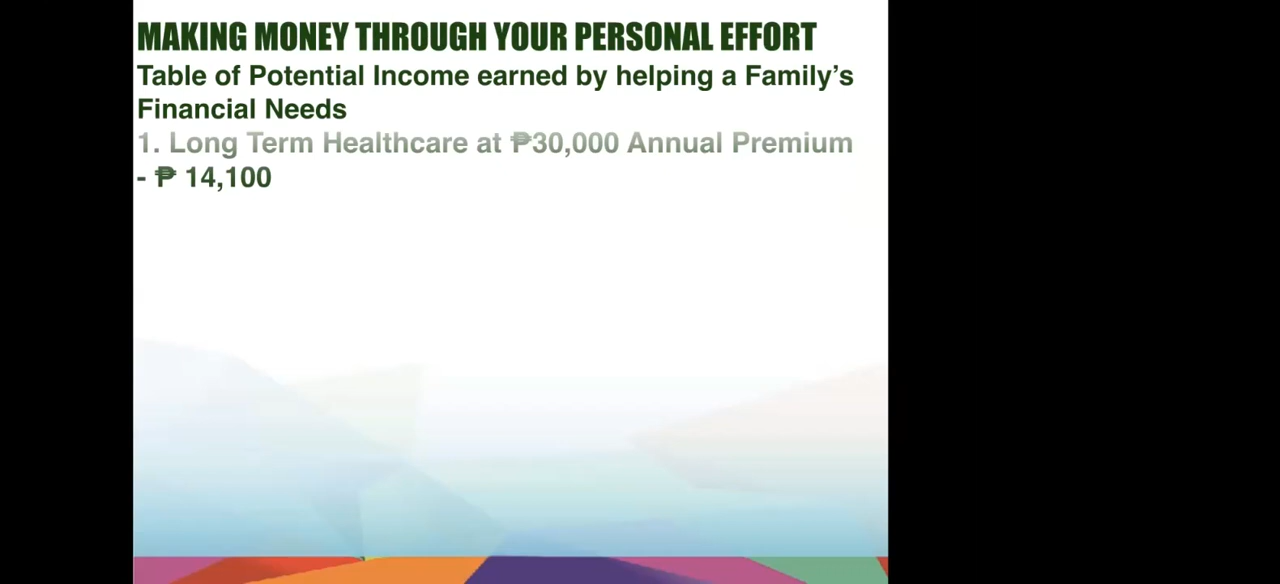 MAKING MONEY THROUGH YOUR PERSONAL EFFORT
Table of Potential Income earned by helping a Family’s
Financial Needs
1. Long Term Healthcare at ₱30,000 Annual Premium
- ₱ 14,100